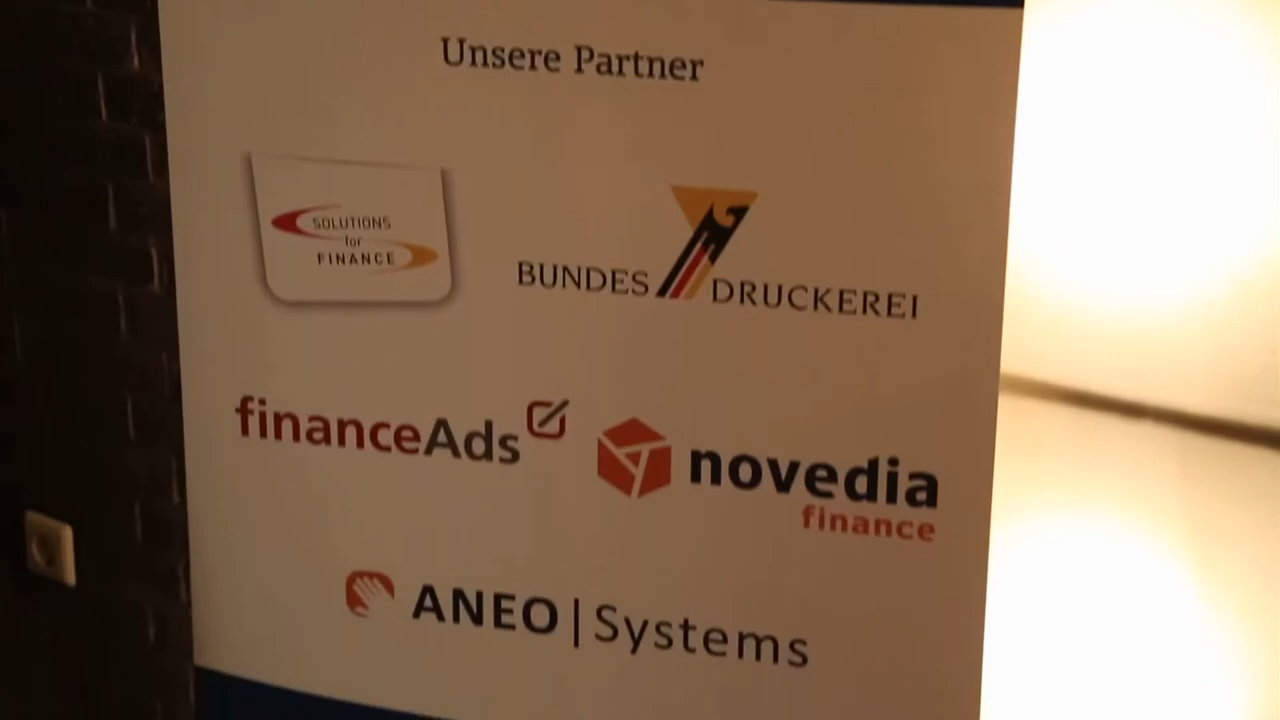 Unsere Partner
SOLUTIONS
for
FINANCE
BUNDES DRUCKEREI
financeAds
novedia
finance
ANEO|Systems